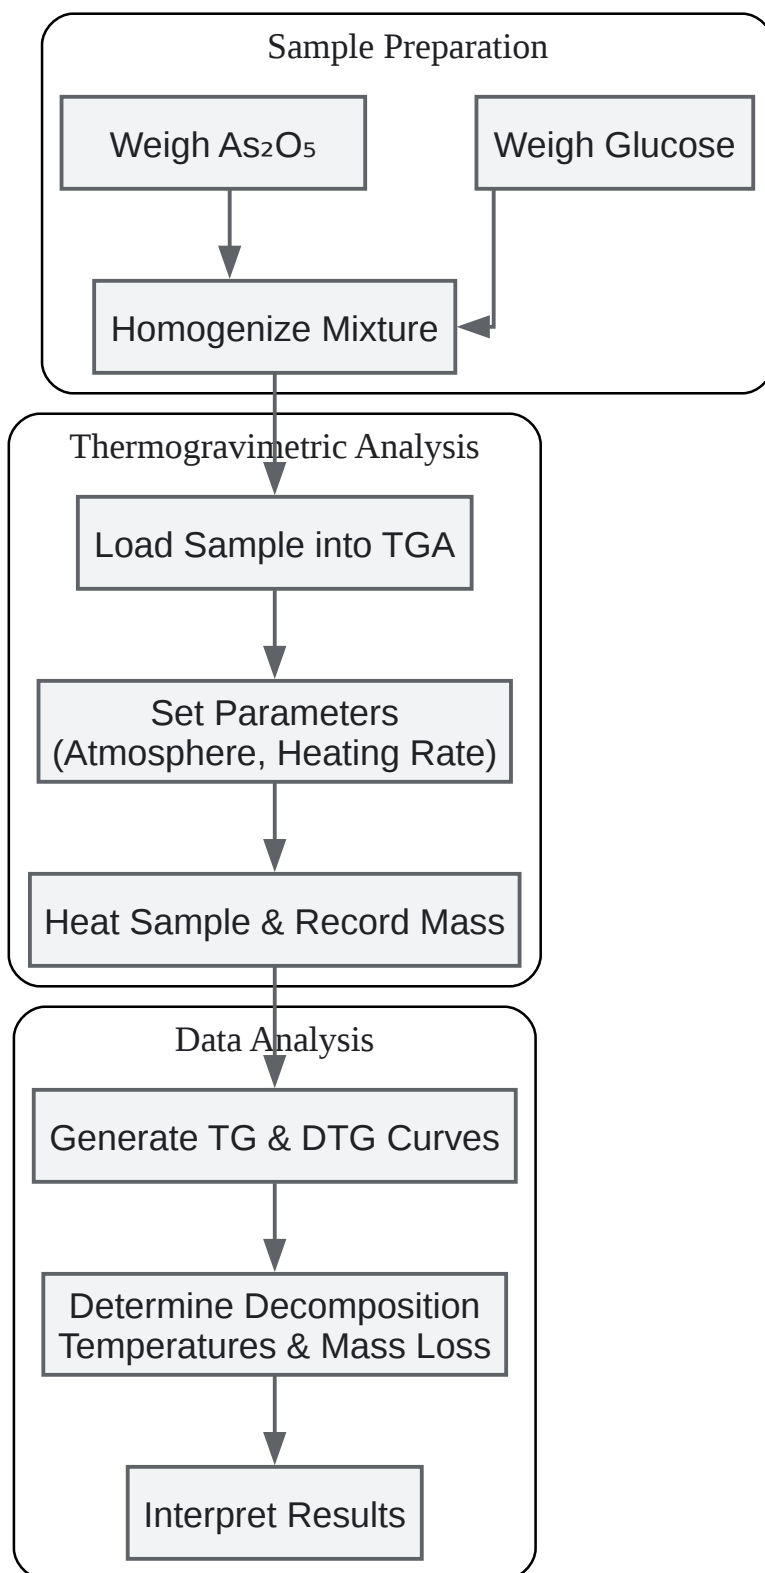 Sample Preparation
Weigh As₂O₅
Weigh Glucose
Homogenize Mixture
Thermogravimetric Analysis
Load Sample into TGA
Set Parameters
(Atmosphere, Heating Rate)
Heat Sample & Record Mass
Data Analysis
Generate TG & DTG Curves
Determine Decomposition
Temperatures & Mass Loss
Interpret Results